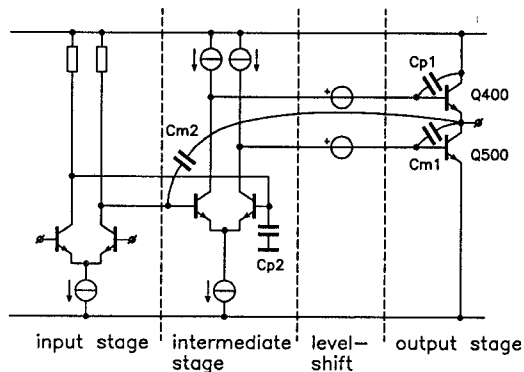 Cp1
Q400
Cm2
+
+
Cm1
Q500
Cp2
input stage
intermediate
stage
level-
shift
output stage